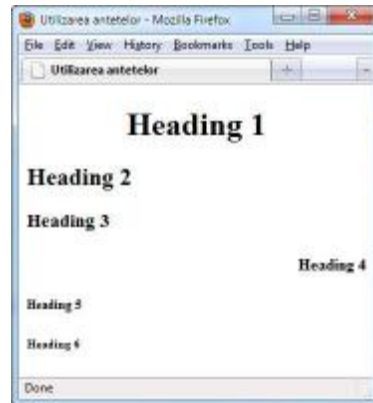 Utilizarea antetelor - Mozilla Firefox
File Edit View History Bookmarks Tools Help
Utilizarea antetelor
Heading 1
Heading 2
Heading 3
Heading 4
Heading 5
Heading 6
Done